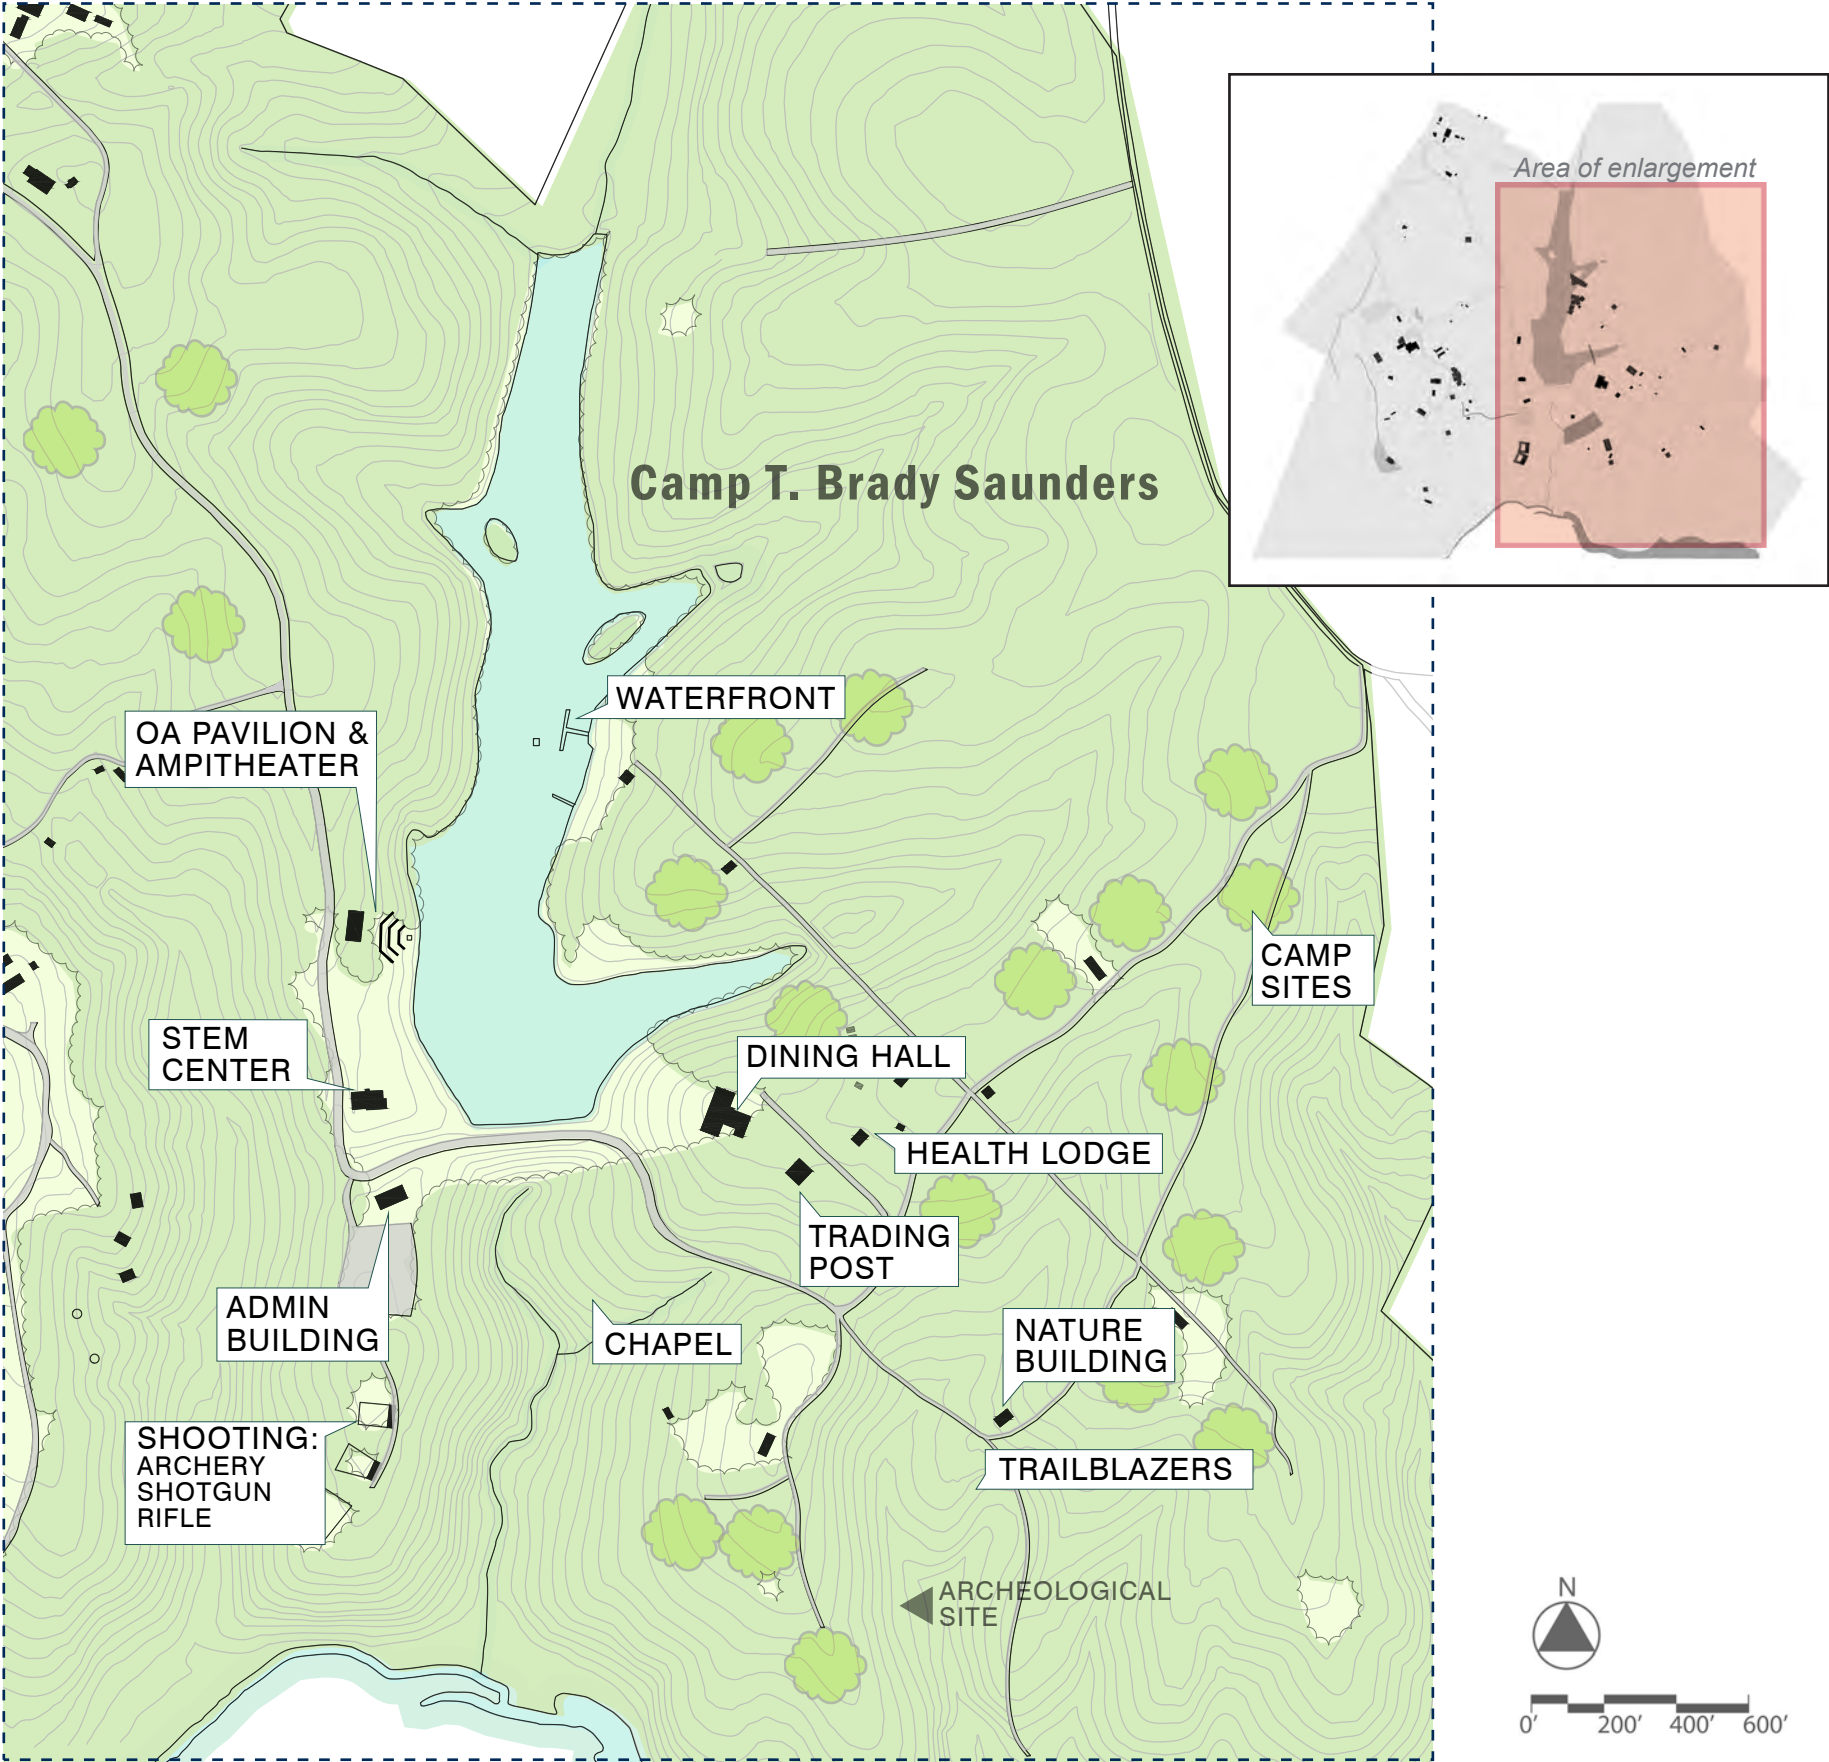 Area of enlargement
Camp T. Brady Saunders
WATERFRONT
OA PAVILION &
AMPITHEATER
CAMP
SITES
STEM
CENTER
DINING HALL
HEALTH LODGE
TRADING
POST
ADMIN
BUILDING
CHAPEL
NATURE
BUILDING
SHOOTING:
ARCHERY
SHOTGUN
RIFLE
TRAILBLAZERS
ARCHEOLOGICAL
SITE
N
0' 200' 400' 600'